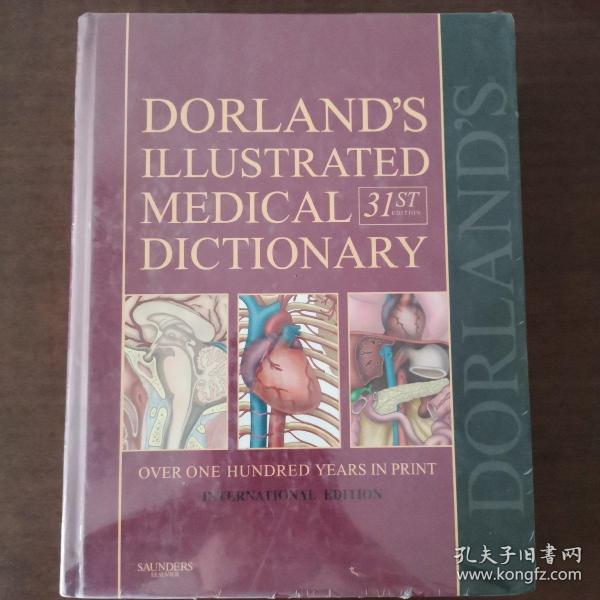 DORLAND'S
ILLUSTRATED
MEDICAL 31ST EDITION
DICTIONARY
OVER ONE HUNDRED YEARS IN PRINT
INTERNATIONAL EDITION
SAUNDERS
ELSEVIER
DORLAND'S
孔夫子旧书网
www.kongfz.com